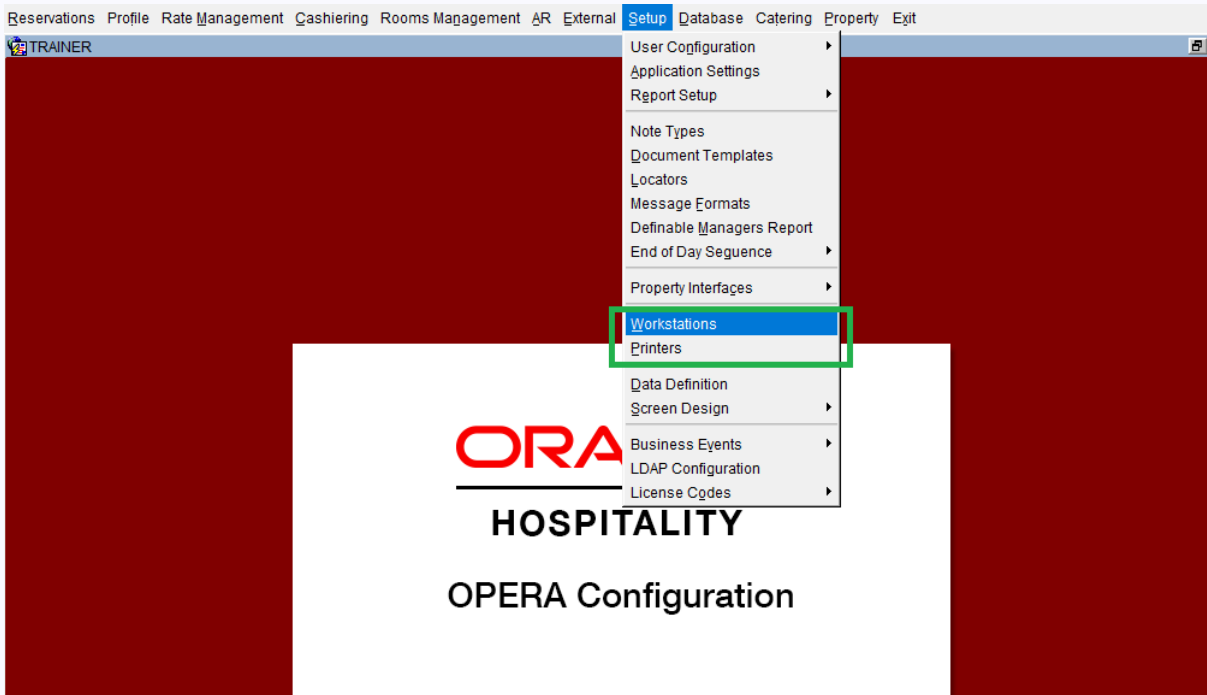 Reservations Profile Rate Management Cashiering Rooms Management AR External Setup Database Catering Property Exit
TRAINER
User Configuration
Application Settings
Report Setup
Note Types
Document Templates
Locators
Message Formats
Definable Managers Report
End of Day Sequence
Property Interfaces
Workstations
Printers
Data Definition
Screen Design
Business Events
LDAP Configuration
License Codes
ORA
HOSPITALITY
OPERA Configuration